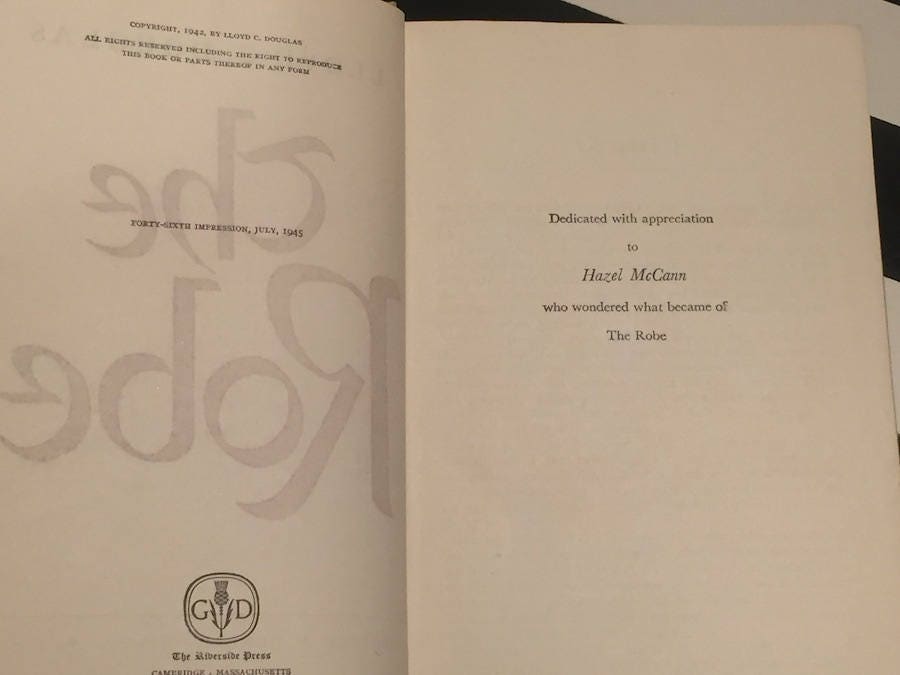 COPYRIGHT, 1942, BY LLOYD C. DOUGLAS
ALL RIGHTS RESERVED INCLUDING THE RIGHT TO REPRODUCE
THIS BOOK OR PARTS THEREOF IN ANY FORM
The
FORTY-SIXTH IMPRESSION, JULY, 1945
Robe
G D
The Riverside Press
CAMBRIDGE · MASSACHUSETTS
Dedicated with appreciation
to
Hazel McCann
who wondered what became of
The Robe